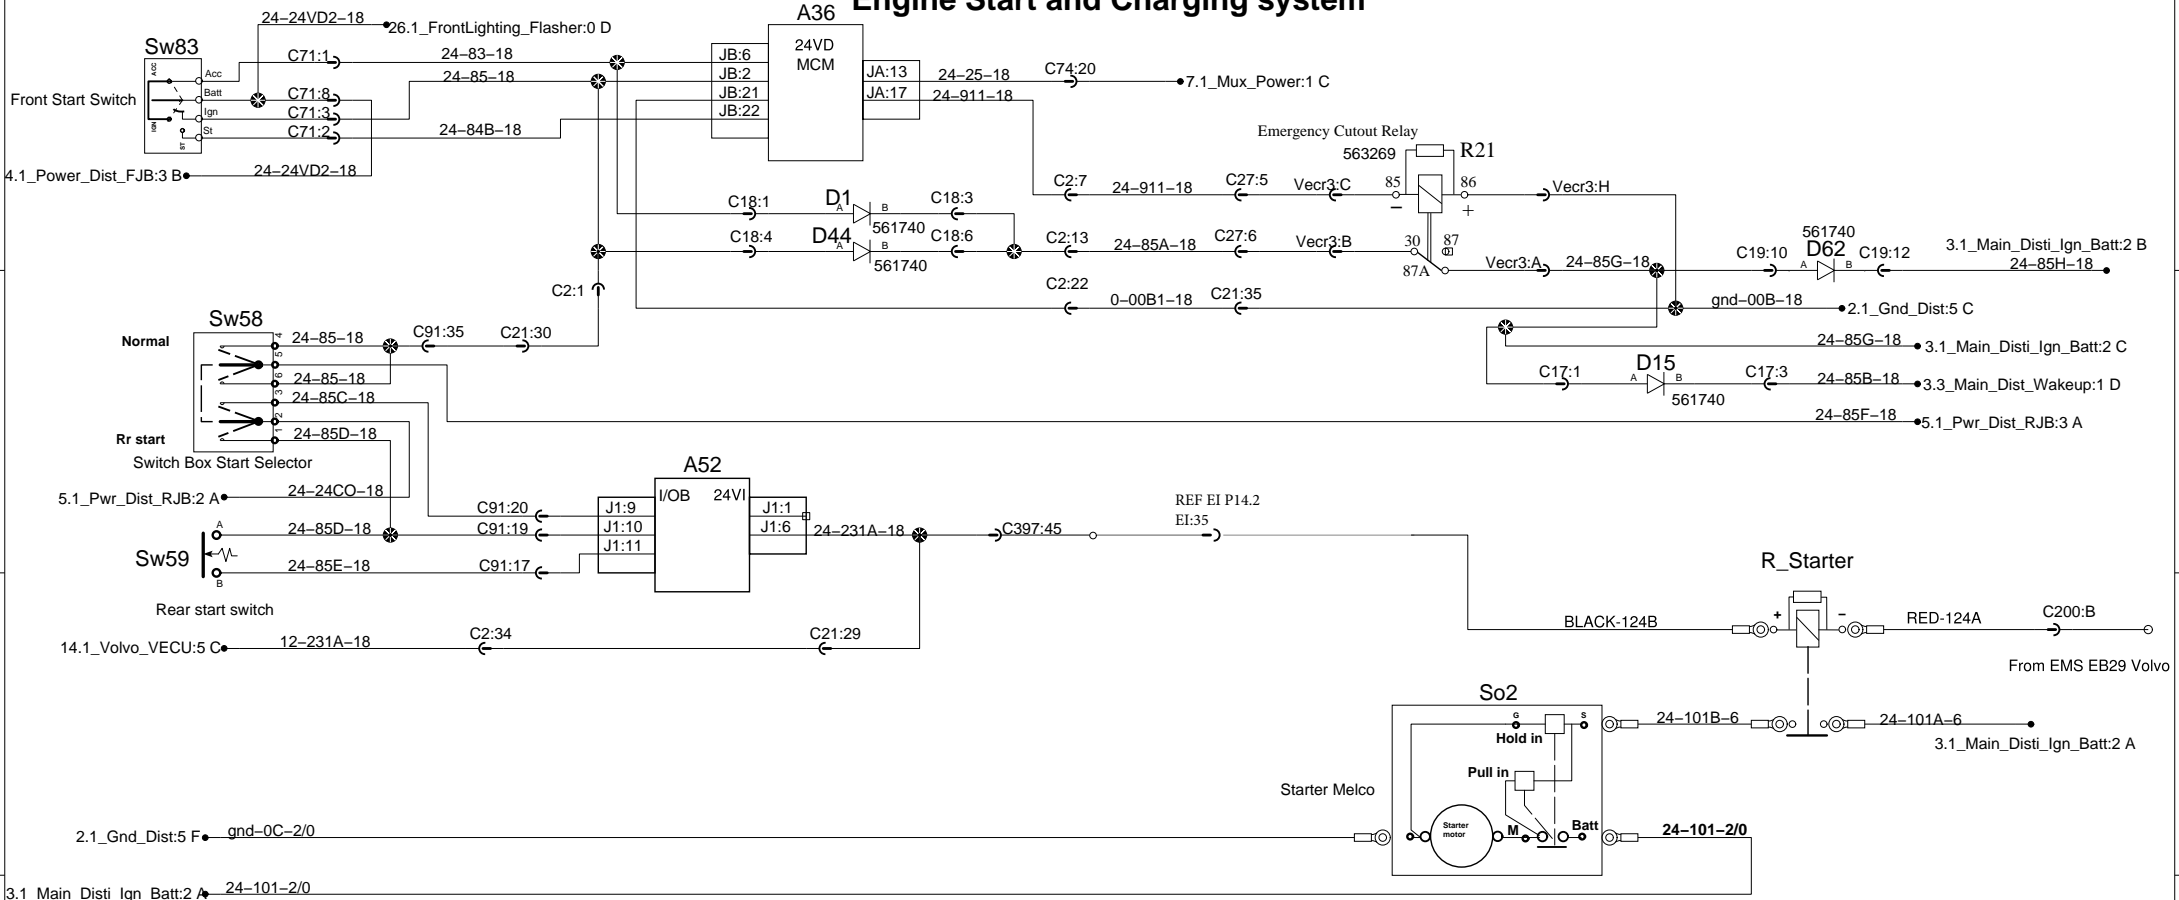 Engine Start and Charging system
24-24VD2-18
26.1_FrontLighting_Flasher:0 D
A36
Sw83
C71:1
24-83-18
JB:6
24VD
MCM
ACC
Acc
24-85-18
JB:2
JA:13
24-25-18
C74:20
7.1_Mux_Power:1 C
Front Start Switch
Batt
C71:8
JB:21
JA:17
24-911-18
IGN
Ign
C71:3
JB:22
ST
St
C71:2
24-84B-18
Emergency Cutout Relay
563269
R21
4.1_Power_Dist_FJB:3 B
24-24VD2-18
C2:7
24-911-18
C27:5
Vecr3:C
85
86
Vecr3:H
–
+
C18:1
D1
A
B
C18:3
561740
C18:4
D44
A
B
C18:6
561740
C2:13
24-85A-18
C27:6
Vecr3:B
30
87
87A
Vecr3:A
24-85G-18
C19:10
561740
D62
A
B
C19:12
3.1_Main_Disti_Ign_Batt:2 B
24-85H-18
C2:1
C2:22
0-00B1-18
C21:35
gnd-00B-18
2.1_Gnd_Dist:5 C
Sw58
Normal
24-85-18
4
C91:35
C21:30
24-85G-18
3.1_Main_Disti_Ign_Batt:2 C
5
6
24-85-18
C17:1
D15
A
B
561740
C17:3
24-85B-18
3.3_Main_Dist_Wakeup:1 D
3
24-85C-18
2
24-85F-18
5.1_Pwr_Dist_RJB:3 A
Rr start
1
24-85D-18
Switch Box Start Selector
A52
5.1_Pwr_Dist_RJB:2 A
24-24CO-18
I/OB
24VI
C91:20
J1:9
J1:1
REF EI P14.2
EI:35
A
24-85D-18
C91:19
J1:10
J1:6
24-231A-18
C397:45
Sw59
J1:11
B
24-85E-18
C91:17
R_Starter
Rear start switch
+
–
BLACK-124B
RED-124A
C200:B
14.1_Volvo_VECU:5 C
12-231A-18
C2:34
C21:29
From EMS EB29 Volvo
So2
G
S
Hold in
24-101B-6
24-101A-6
3.1_Main_Disti_Ign_Batt:2 A
Pull in
Starter Melco
Starter
motor
M
Batt
24-101-2/0
2.1_Gnd_Dist:5 F
gnd-0C-2/0
3.1_Main_Disti_Ign_Batt:2 A
24-101-2/0